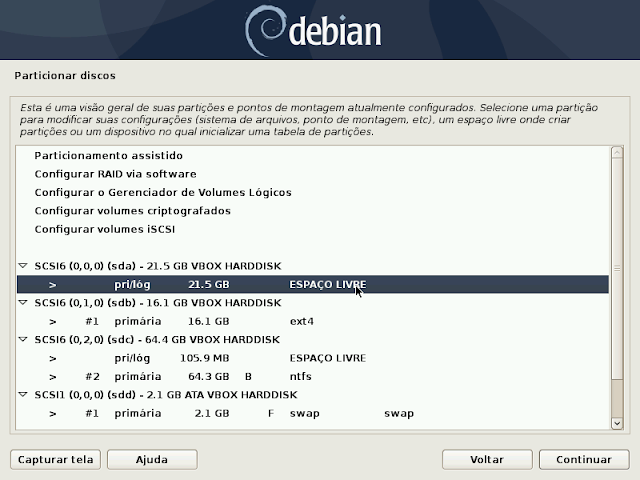 debian
Particionar discos
Esta é uma visão geral de suas partições e pontos de montagem atualmente configurados. Selecione uma partição
para modificar suas configurações (sistema de arquivos, ponto de montagem, etc), um espaço livre onde criar
partições ou um dispositivo no qual inicializar uma tabela de partições.
Particionamento assistido
Configurar RAID via software
Configurar o Gerenciador de Volumes Lógicos
Configurar volumes criptografados
Configurar volumes iSCSI
SCSI6 (0,0,0) (sda) - 21.5 GB VBOX HARDDISK
> pri/lóg 21.5 GB ESPAÇO LIVRE
SCSI6 (0,1,0) (sdb) - 16.1 GB VBOX HARDDISK
> #1 primária 16.1 GB ext4
SCSI6 (0,2,0) (sdc) - 64.4 GB VBOX HARDDISK
> pri/lóg 105.9 MB ESPAÇO LIVRE
> #2 primária 64.3 GB B ntfs
SCSI1 (0,0,0) (sdd) - 2.1 GB ATA VBOX HARDDISK
> #1 primária 2.1 GB F swap swap
Capturar tela Ajuda Voltar Continuar